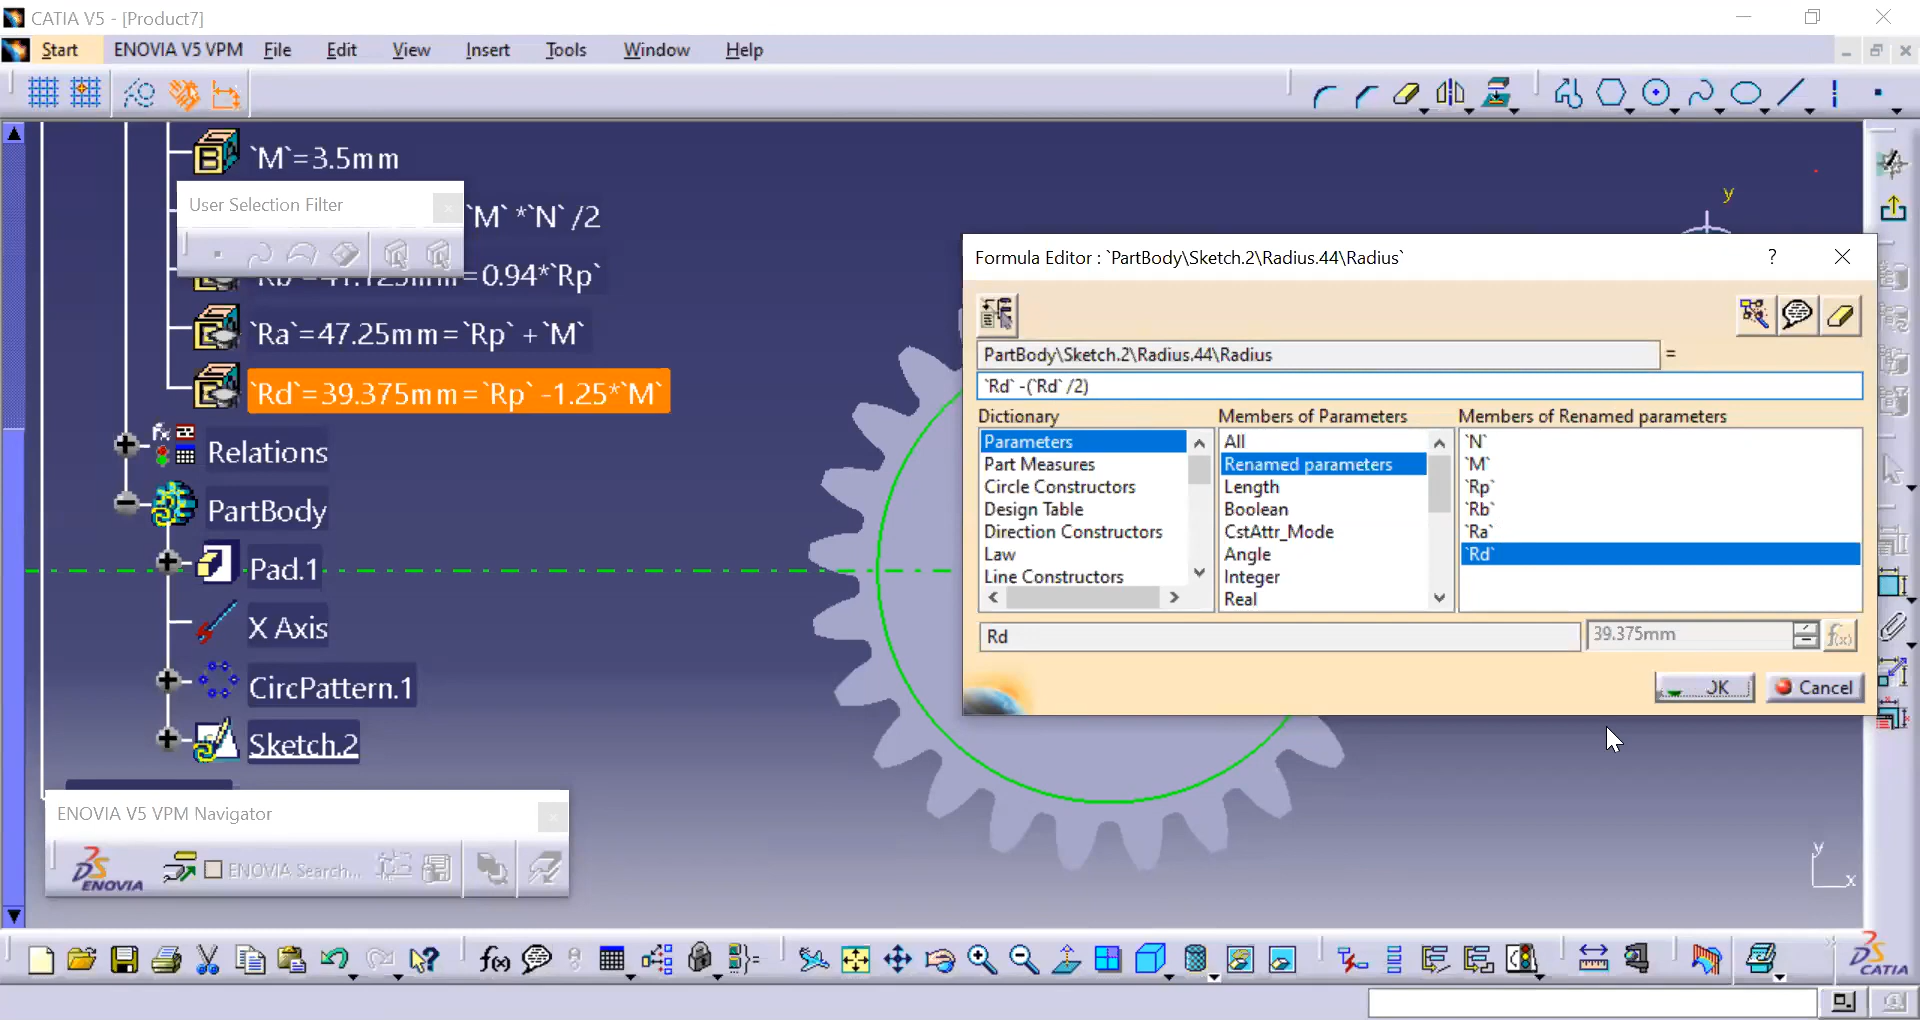 CATIA V5 - [Product7]
Start ENOVIA V5 VPM File Edit View Insert Tools Window Help
`M`=3.5mm
User Selection Filter
`M` *`N` /2
=0.94*`Rp`
`Ra`=47.25mm=`Rp` +`M`
`Rd`=39.375mm=`Rp` -1.25*`M`
Relations
PartBody
Pad.1
X Axis
CircPattern.1
Sketch.2
ENOVIA V5 VPM Navigator
ENOVIA
ENOVIA Search...
y
Formula Editor : `PartBody\Sketch.2\Radius.44\Radius`
?
PartBody\Sketch.2\Radius.44\Radius =
`Rd` -(`Rd` /2)
Dictionary Members of Parameters Members of Renamed parameters
Parameters
Part Measures
Circle Constructors
Design Table
Direction Constructors
Law
Line Constructors
All
Renamed parameters
Length
Boolean
CstAttr_Mode
Angle
Integer
Real
`N`
`M`
`Rp`
`Rb`
`Ra`
`Rd`
Rd 39.375mm f(x)
OK Cancel
y
x
f(x)
CATIA